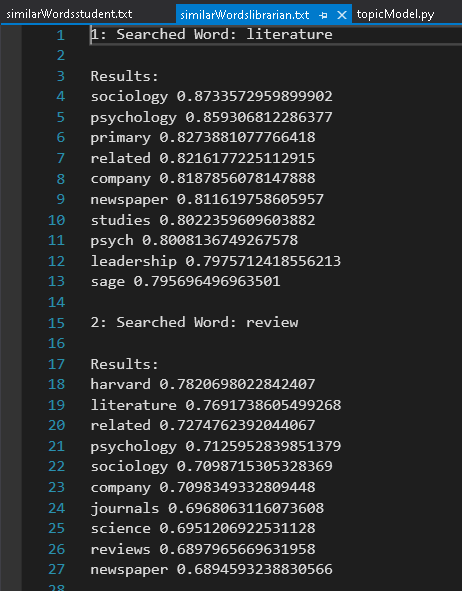 similarWordsstudent.txt similarWordslibrarian.txt topicModel.py
1 1: Searched Word: literature
2
3 Results:
4 sociology 0.8733572959899902
5 psychology 0.859306812286377
6 primary 0.8273881077766418
7 related 0.8216177225112915
8 company 0.8187856078147888
9 newspaper 0.811619758605957
10 studies 0.8022359609603882
11 psych 0.8008136749267578
12 leadership 0.7975712418556213
13 sage 0.795696496963501
14
15 2: Searched Word: review
16
17 Results:
18 harvard 0.7820698022842407
19 literature 0.7691738605499268
20 related 0.7274762392044067
21 psychology 0.7125952839851379
22 sociology 0.7098715305328369
23 company 0.7098349332809448
24 journals 0.6968063116073608
25 science 0.6951206922531128
26 reviews 0.6897965669631958
27 newspaper 0.6894593238830566
28